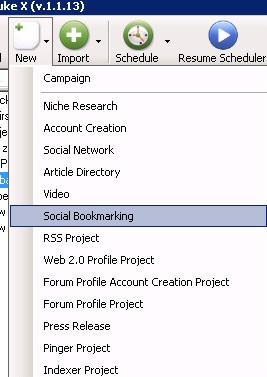 uke X (v.1.1.13)
New Import Schedule Resume Scheduler
Campaign
Niche Research
Account Creation
Social Network
Article Directory
Video
Social Bookmarking
RSS Project
Web 2.0 Profile Project
Forum Profile Account Creation Project
Forum Profile Project
Press Release
Pinger Project
Indexer Project